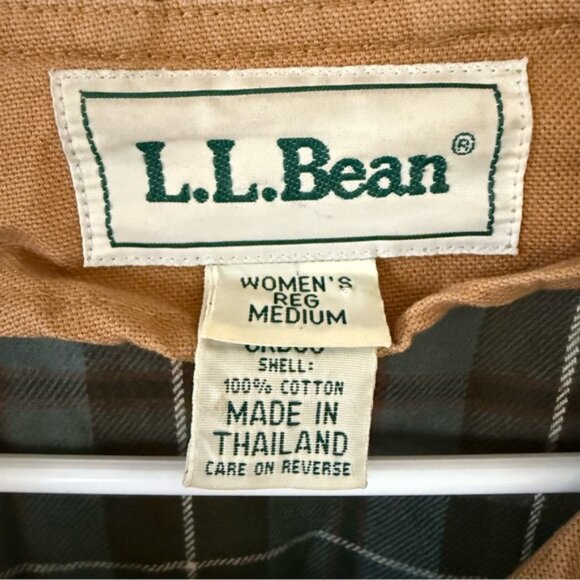 L.L.Bean®
WOMEN'S
REG
MEDIUM
SHELL:
100% COTTON
MADE IN
THAILAND
CARE ON REVERSE